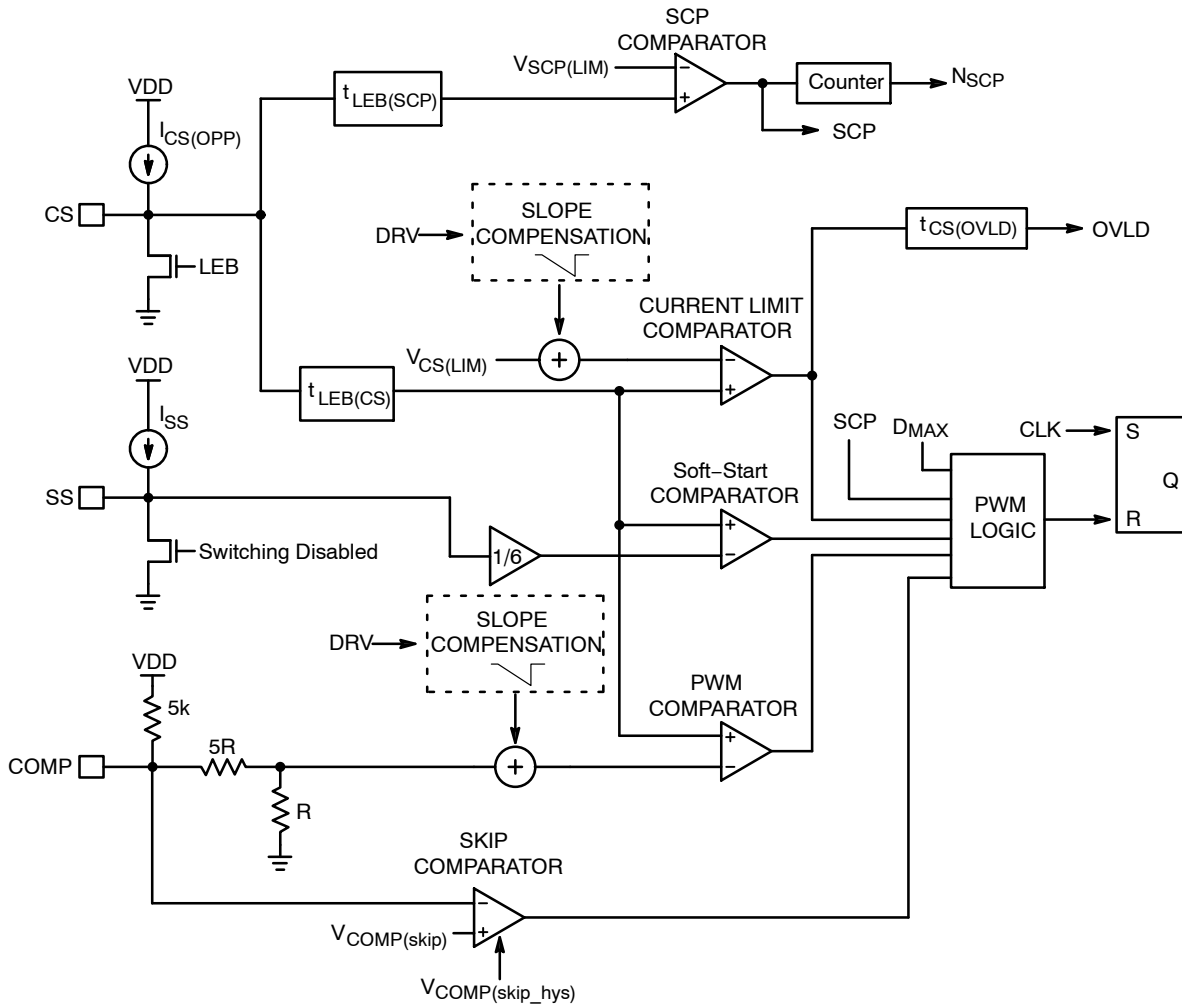 SCP
COMPARATOR
VSCP(LIM)
−
+
Counter
NSCP
SCP
VDD
tLEB(SCP)
ICS(OPP)
CS
LEB
DRV
SLOPE
COMPENSATION
tCS(OVLD)
OVLD
CURRENT LIMIT
COMPARATOR
VCS(LIM)
+
−
+
tLEB(CS)
VDD
ISS
SS
Switching Disabled
1/6
Soft−Start
COMPARATOR
+
−
SCP
DMAX
CLK
PWM
LOGIC
S
Q
R
DRV
SLOPE
COMPENSATION
VDD
5k
COMP
5R
R
+
PWM
COMPARATOR
+
−
SKIP
COMPARATOR
−
+
VCOMP(skip)
VCOMP(skip_hys)